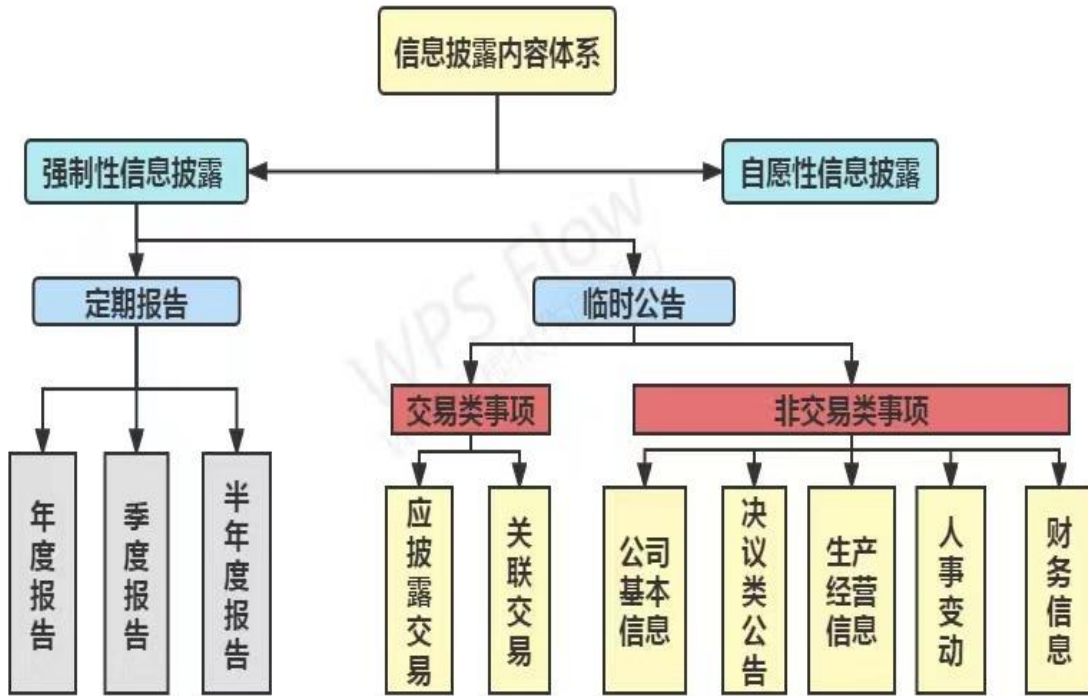 信息披露内容体系
强制性信息披露
自愿性信息披露
定期报告
临时公告
交易类事项
非交易类事项
年度报告
季度报告
半年度报告
应披露交易
关联交易
公司
基本
信息
决议类公告
生产
经营
信息
人事变动
财务信息
WPS Flow